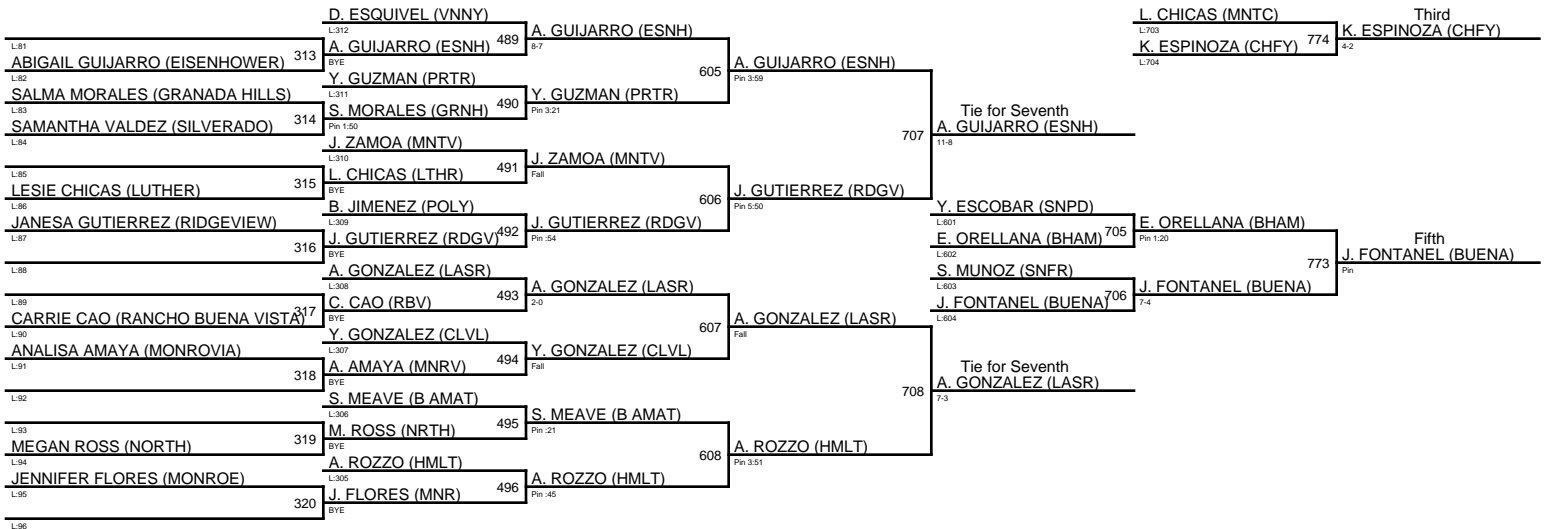 L:81
ABIGAIL GUIJARRO (EISENHOWER)
L:82
313
SALMA MORALES (GRANADA HILLS)
L:83
SAMANTHA VALDEZ (SILVERADO)
L:84
314
L:85
LESIE CHICAS (LUTHER)
L:86
315
JANESA GUTIERREZ (RIDGEVIEW)
L:87
L:88
316
L:89
CARRIE CAO (RANCHO BUENA VISTA)
L:90
317
ANALISA AMAYA (MONROVIA)
L:91
L:92
318
L:93
MEGAN ROSS (NORTH)
L:94
319
JENNIFER FLORES (MONROE)
L:95
L:96
320
D. ESQUIVEL (VNNY)
L:312
A. GUIJARRO (ESNH)
BYE
489
Y. GUZMAN (PRTR)
L:311
S. MORALES (GRNH)
Pin 1:50
490
J. ZAMOA (MNTV)
L:310
L. CHICAS (LTHR)
BYE
491
B. JIMENEZ (POLY)
L:309
J. GUTIERREZ (RDGV)
BYE
492
A. GONZALEZ (LASR)
L:308
C. CAO (RBV)
BYE
493
Y. GONZALEZ (CLVL)
L:307
A. AMAYA (MNRV)
BYE
494
S. MEAVE (B AMAT)
L:306
M. ROSS (NRTH)
BYE
495
A. ROZZO (HMLT)
L:305
J. FLORES (MNR)
BYE
496
A. GUIJARRO (ESNH)
8-7
Y. GUZMAN (PRTR)
Pin 3:21
605
J. ZAMOA (MNTV)
Fall
J. GUTIERREZ (RDGV)
Pin :54
606
A. GONZALEZ (LASR)
2-0
Y. GONZALEZ (CLVL)
Fall
607
S. MEAVE (B AMAT)
Pin :21
A. ROZZO (HMLT)
Pin :45
608
A. GUIJARRO (ESNH)
Pin 3:59
J. GUTIERREZ (RDGV)
Pin 5:50
707
A. GONZALEZ (LASR)
Fall
A. ROZZO (HMLT)
Pin 3:51
708
Tie for Seventh
A. GUIJARRO (ESNH)
11-8
Tie for Seventh
A. GONZALEZ (LASR)
7-3
Y. ESCOBAR (SNPD)
L:601
E. ORELLANA (BHAM)
L:602
705
S. MUNOZ (SNFR)
L:603
J. FONTANEL (BUENA)
L:604
706
E. ORELLANA (BHAM)
Pin 1:20
J. FONTANEL (BUENA)
7-4
773
Fifth
J. FONTANEL (BUENA)
Pin
L. CHICAS (MNTC)
L:703
K. ESPINOZA (CHFY)
L:704
774
Third
K. ESPINOZA (CHFY)
4-2